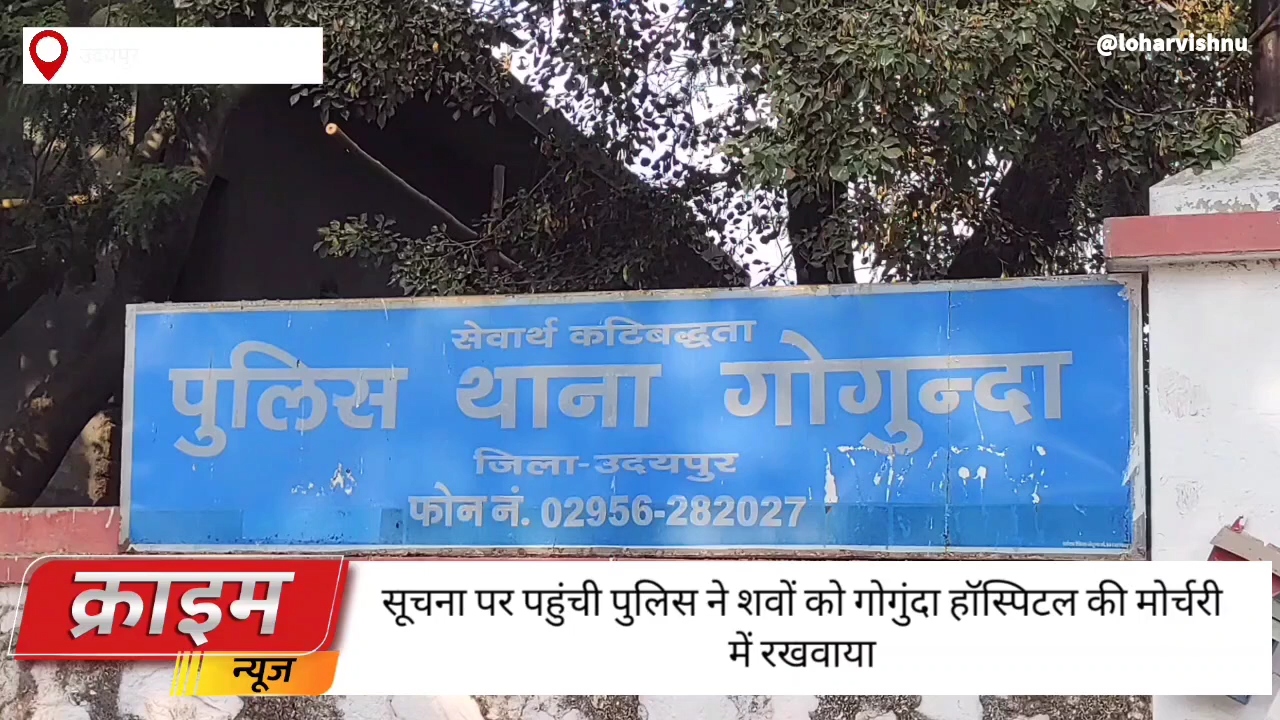 उदयपुर
@loharvishnu
सेवार्थ कटिबद्धता
पुलिस थाना गोगुन्दा
जिला-उदयपुर
फोन नं. 02956-282027
क्राइम
न्यूज
सूचना पर पहुंची पुलिस ने शवों को गोगुंदा हॉस्पिटल की मोर्चरी
में रखवाया